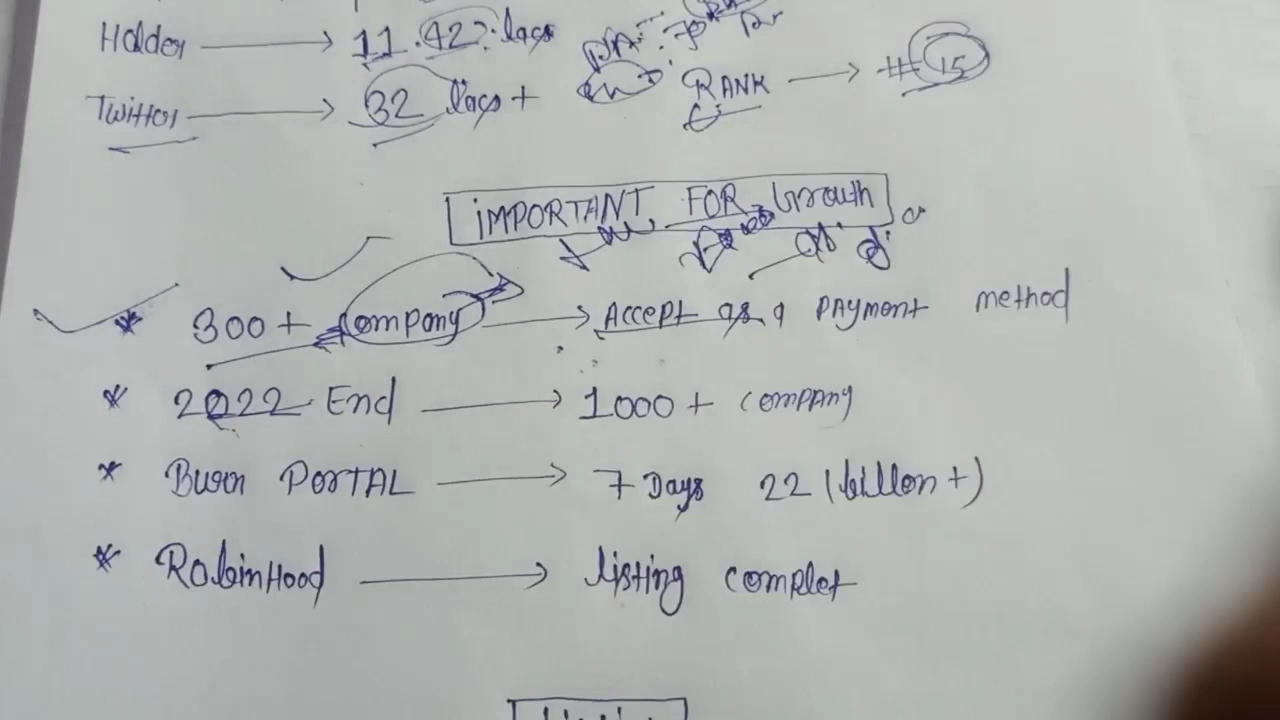 Holder → 11.42 lacs
Twitter → 32 lacs +
RANK → #15
iMPORTANT FOR Growth
* 300 + company → Accept as a PAYment method
* 2022 End → 1000 + company
* Burn PORTAL → 7 Days 22 (billon +)
* RobinHood → listing complet